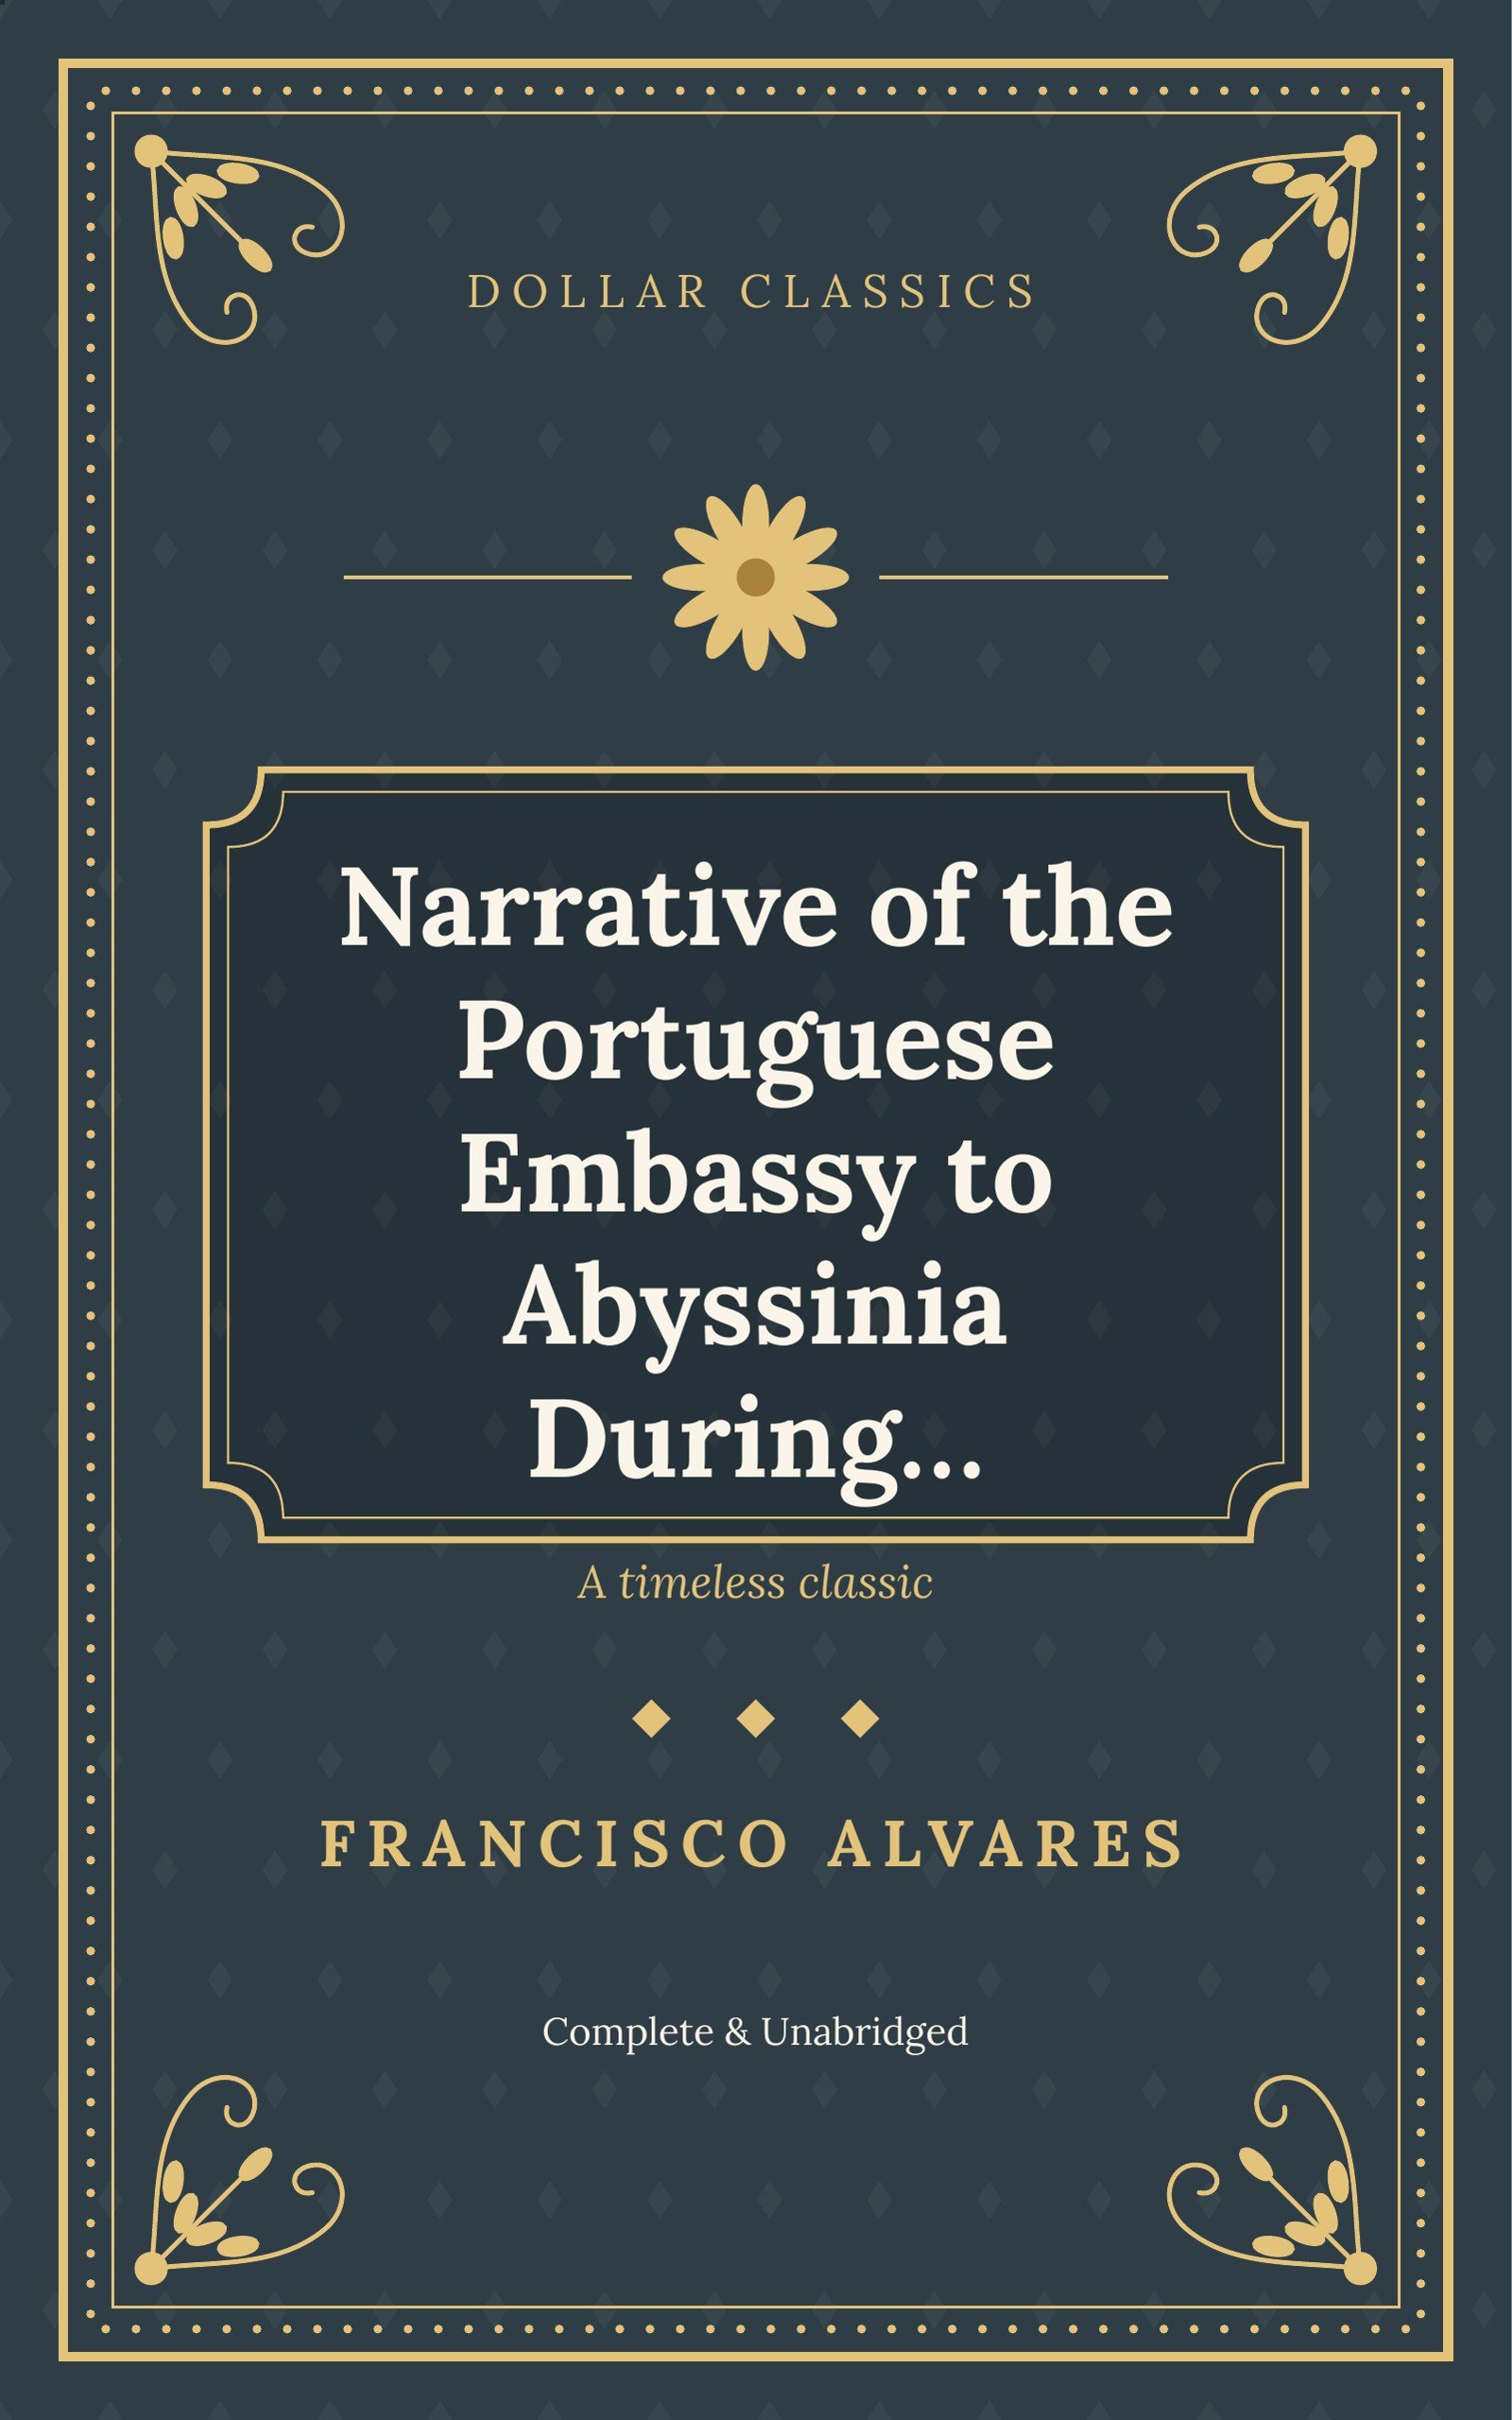 DOLLAR CLASSICS
Narrative of the
Portuguese
Embassy to
Abyssinia
During...
A timeless classic
FRANCISCO ALVARES
Complete & Unabridged